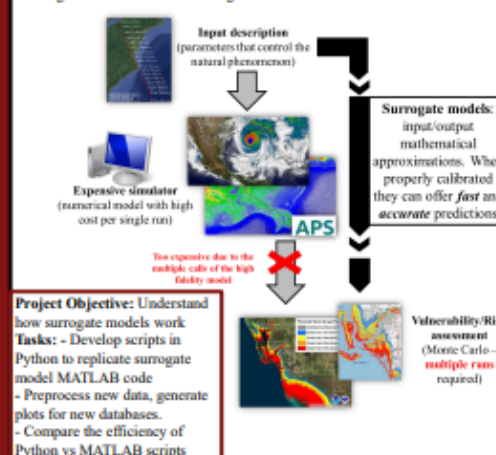 Input description
(parameters that control the
natural phenomenon)
Surrogate models:
input/output
mathematical
approximations. Whe
properly calibrated
they can offer fast an
accurate predictions
Expensive simulator
(numerical model with high
cost per single run)
APS
Too expensive due to the
multiple calls of the high
fidelity model
Project Objective: Understand
how surrogate models work
Tasks: - Develop scripts in
Python to replicate surrogate
model MATLAB code
- Preprocess new data, generate
plots for new databases.
- Compare the efficiency of
Python vs MATLAB scripts
Vulnerability/Ri
assessment
(Monte Carlo –
multiple runs
required)